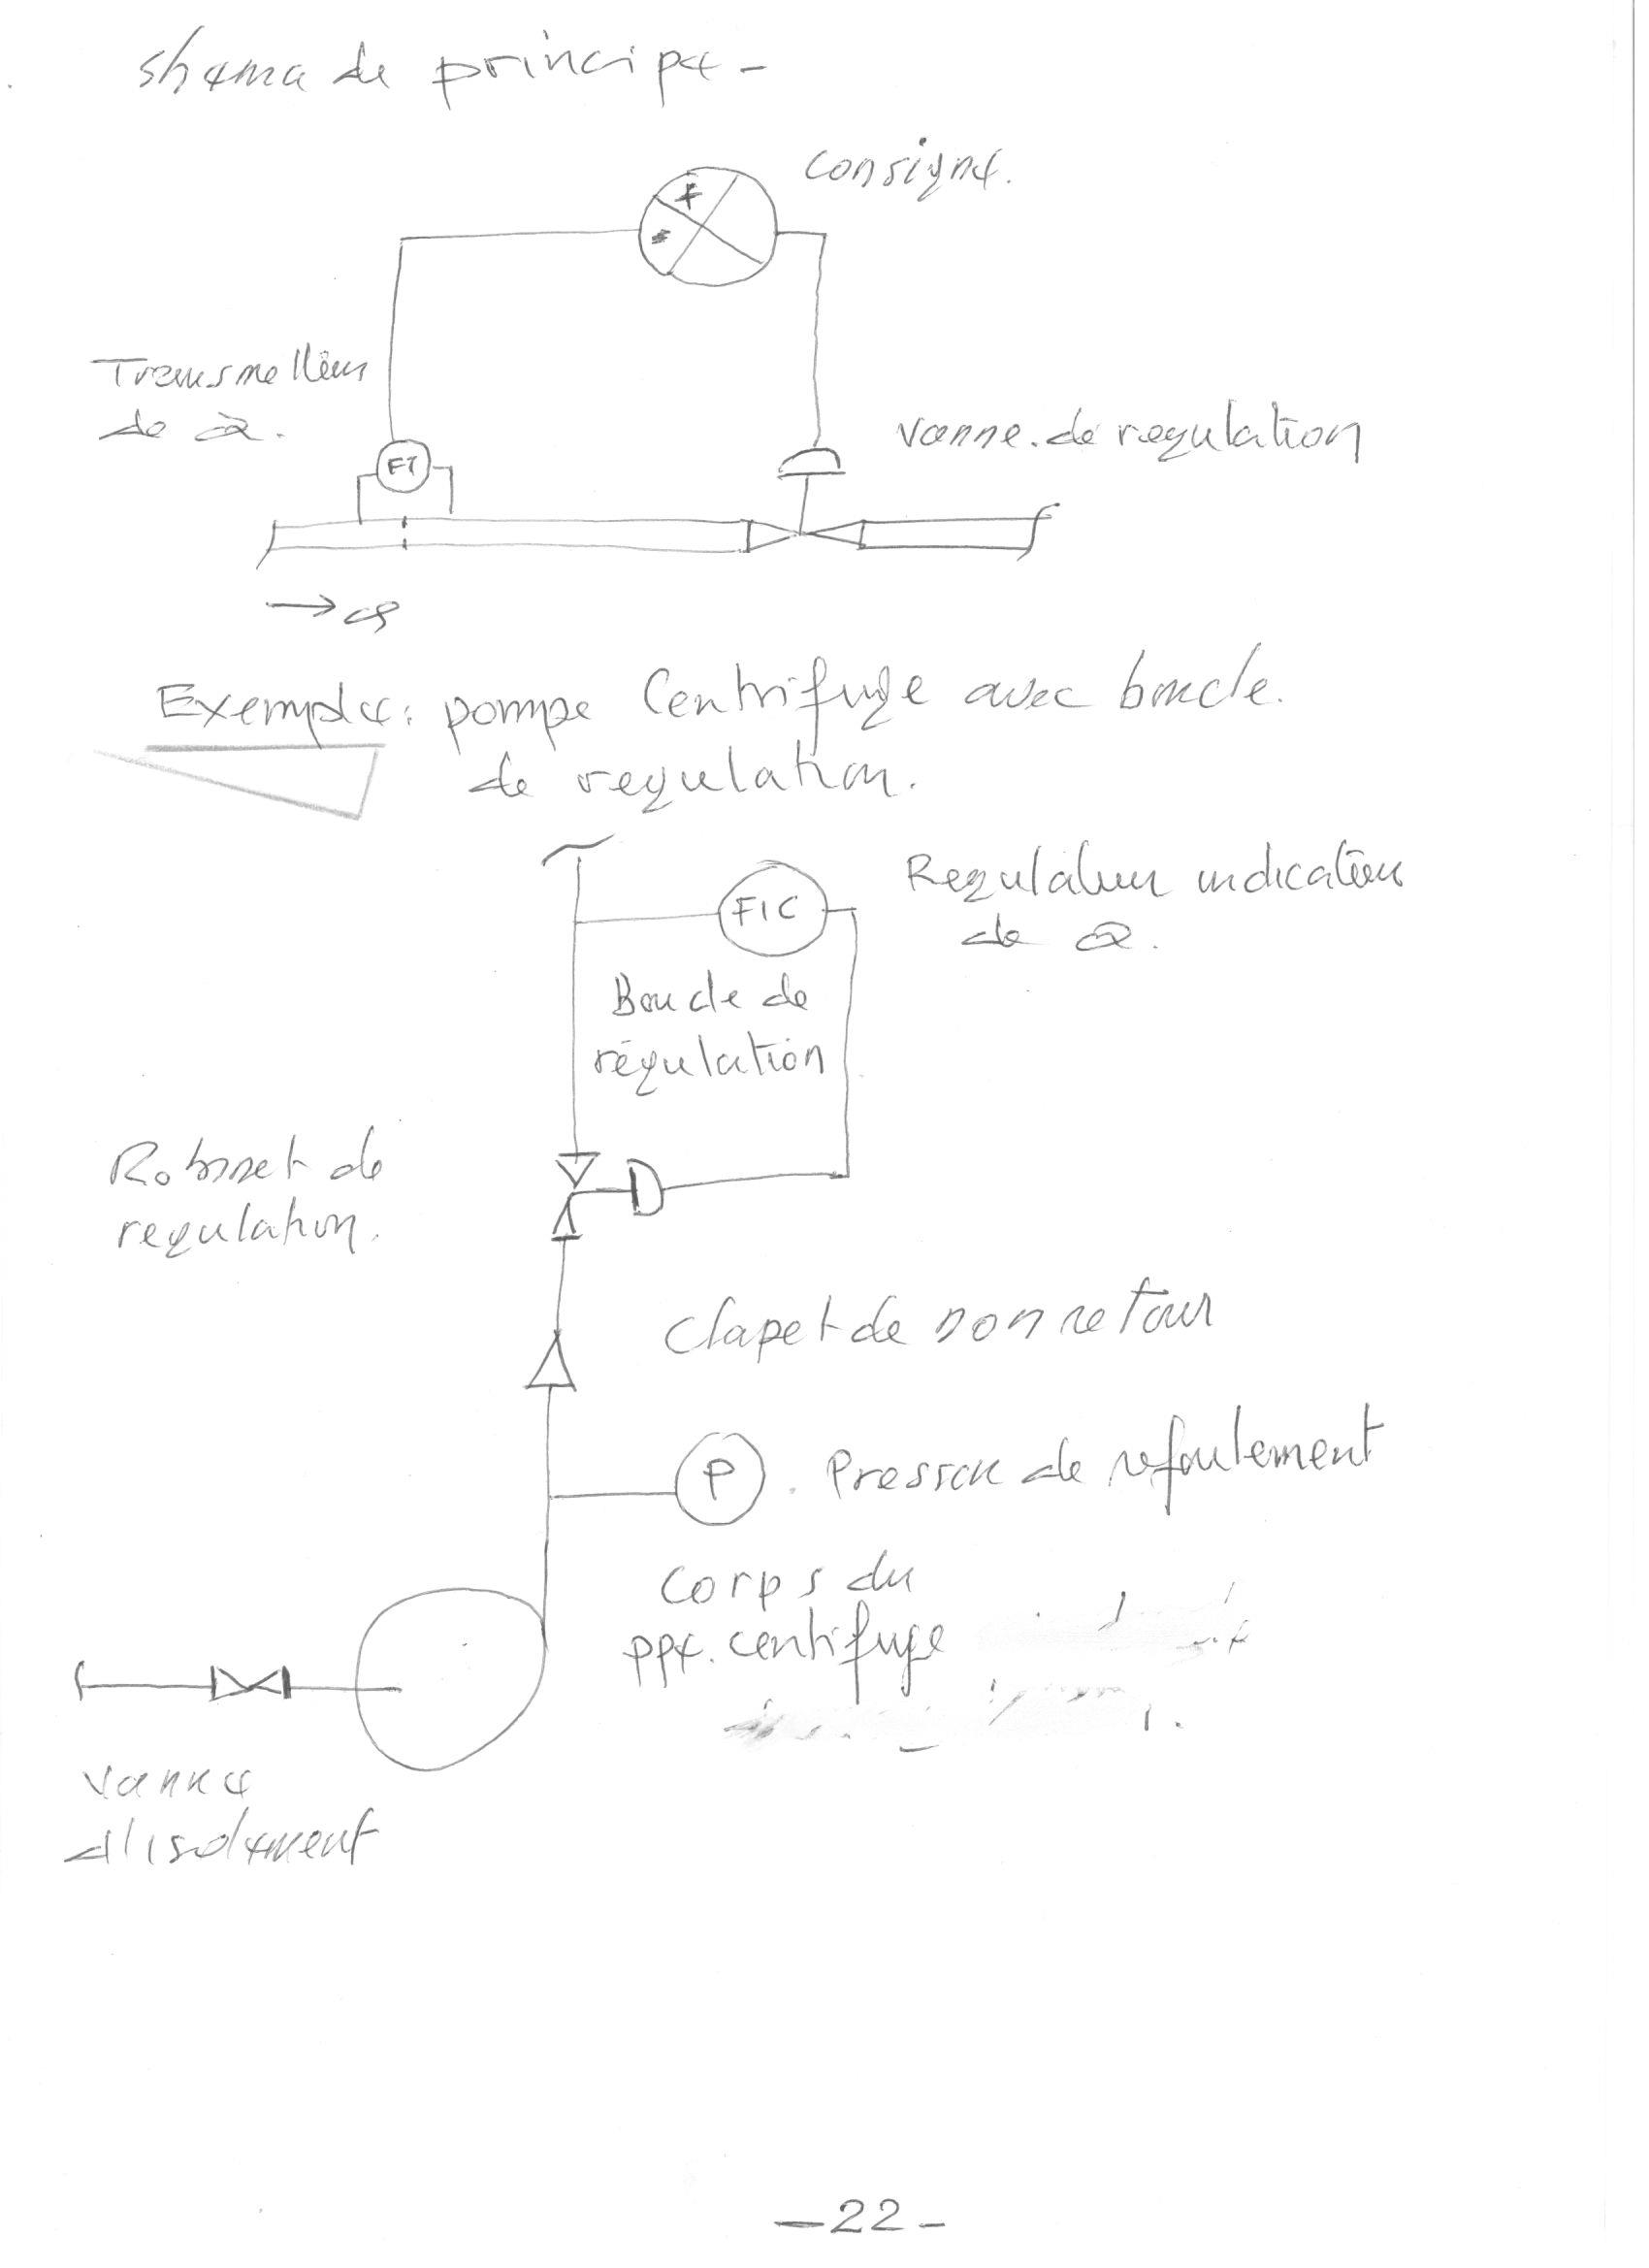 shema de principe -
consigne.
+
-
Transmetteur
de Q.
FT
vanne. de regulation
→ Q
Exemple: pompe Centrifuge avec boucle.
de regulation.
FIC
Regulateur indicateur
de Q.
Boucle de
régulation
Robinet de
regulation.
Clapet de non retour
P
. Pression de refoulement
Corps du
ppe. centifuge
Vanne
d'isolement
- 22 -